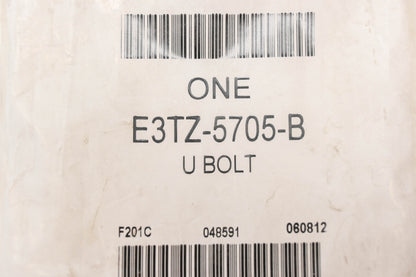 ONE
E3TZ-5705-B
U BOLT
F201C 048591 060812